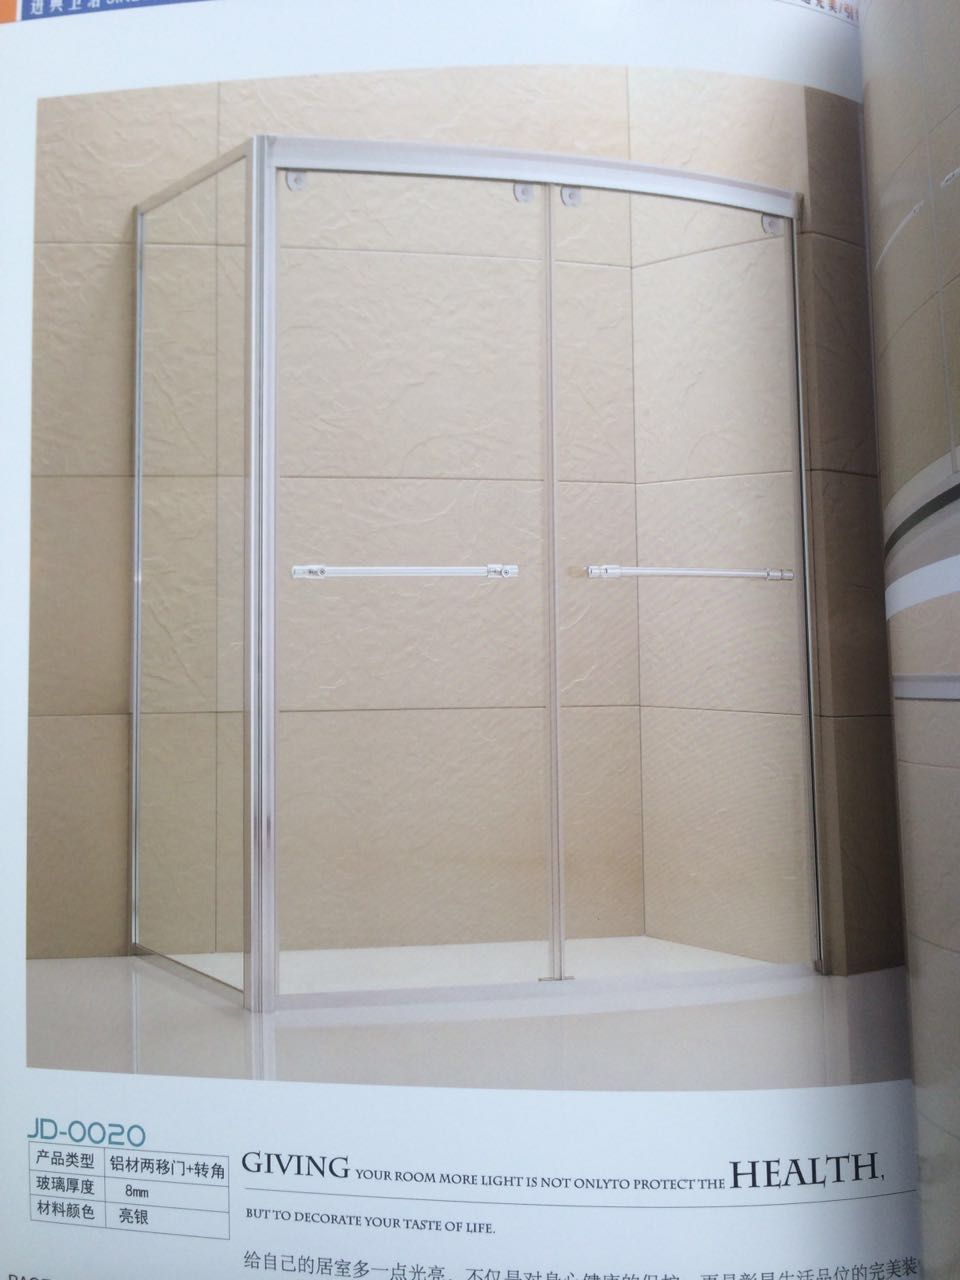 进典卫浴
JD-0020
产品类型 铝材两移门+转角
玻璃厚度 8mm
材料颜色 亮银
GIVING YOUR ROOM MORE LIGHT IS NOT ONLYTO PROTECT THE HEALTH,
BUT TO DECORATE YOUR TASTE OF LIFE.
给自己的居室多一点光亮，不仅是对身心健康的保护，更是彰显生活品位的完美装